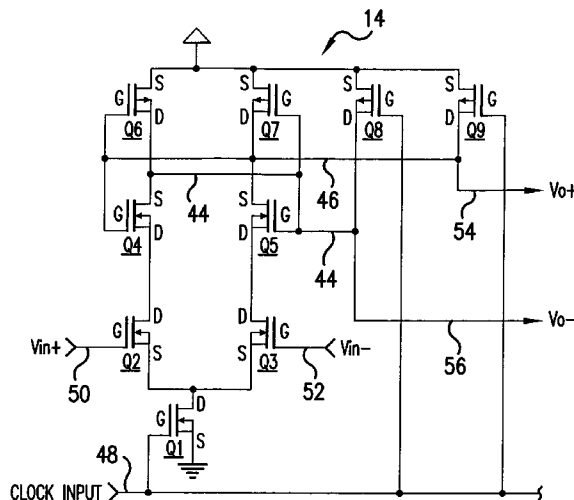 14
S S S S
G G G G
Q6 D D Q7 D Q8 D Q9
44 46
54 Vo+
S S
G G
Q4 D D Q5
44
D D
Vin+ G G Vin-
50 Q2 S S Q3 52
56 Vo-
D
G
48 Q1 S
CLOCK INPUT